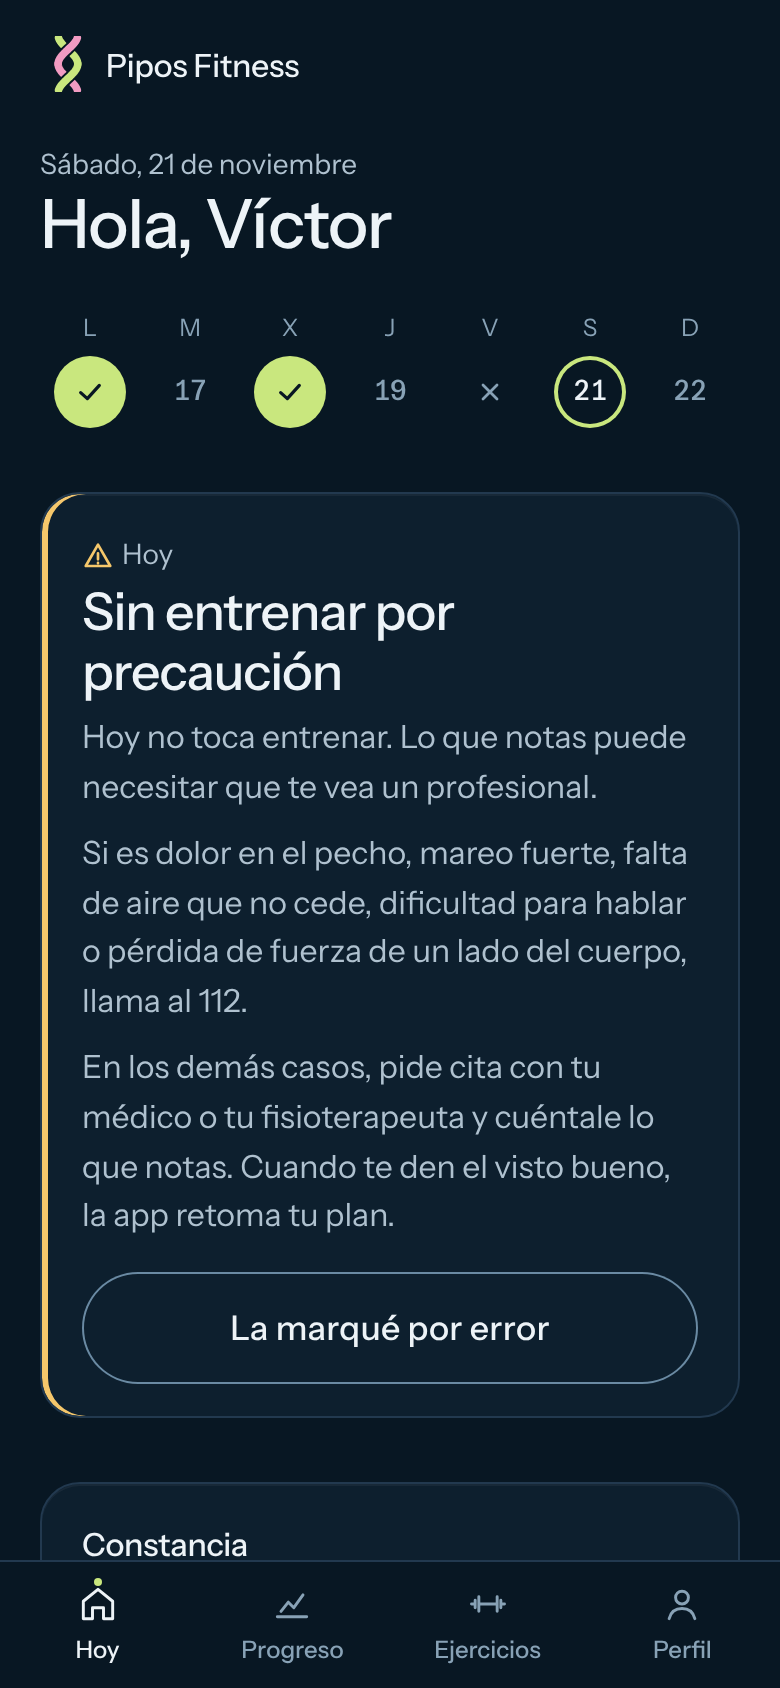 Pipos Fitness
Sábado, 21 de noviembre
Hola, Víctor
L M X J V S D
17 19 21 22
Hoy
Sin entrenar por
precaución
Hoy no toca entrenar. Lo que notas puede
necesitar que te vea un profesional.
Si es dolor en el pecho, mareo fuerte, falta
de aire que no cede, dificultad para hablar
o pérdida de fuerza de un lado del cuerpo,
llama al 112.
En los demás casos, pide cita con tu
médico o tu fisioterapeuta y cuéntale lo
que notas. Cuando te den el visto bueno,
la app retoma tu plan.
La marqué por error
Constancia
Hoy Progreso Ejercicios Perfil